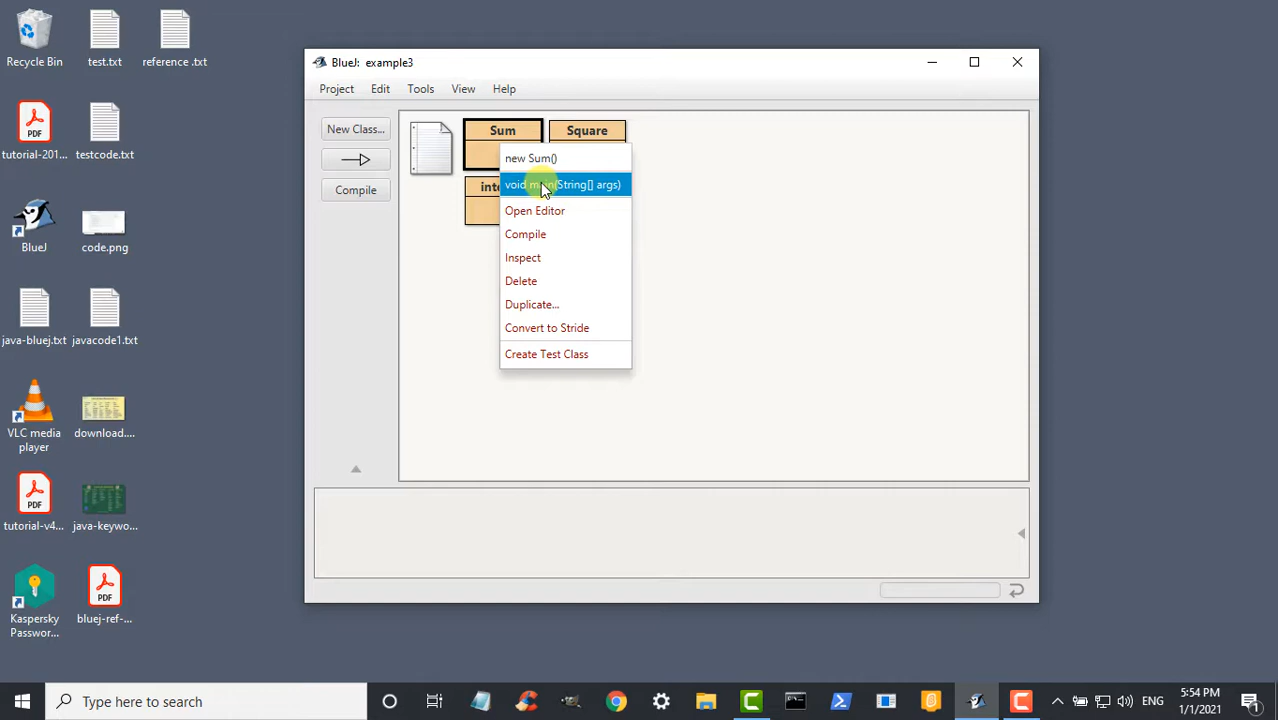 Recycle Bin
test.txt
reference .txt
tutorial-201...
testcode.txt
BlueJ
code.png
java-bluej.txt
javacode1.txt
VLC media
player
download....
tutorial-v4...
java-keywo...
Kaspersky
Passwor...
bluej-ref-...
BlueJ: example3
Project
Edit
Tools
View
Help
New Class...
Compile
Sum
Square
inte
new Sum()
void main(String[] args)
Open Editor
Compile
Inspect
Delete
Duplicate...
Convert to Stride
Create Test Class
Type here to search
ENG
5:54 PM
1/1/2021